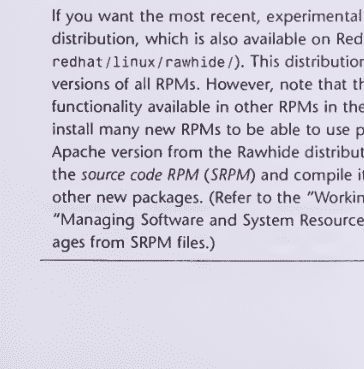 If you want the most recent, experimental
distribution, which is also available on Red
redhat/linux/rawhide/). This distribution
versions of all RPMs. However, note that th
functionality available in other RPMs in the
install many new RPMs to be able to use p
Apache version from the Rawhide distribut
the source code RPM (SRPM) and compile it
other new packages. (Refer to the "Workin
"Managing Software and System Resource
ages from SRPM files.)